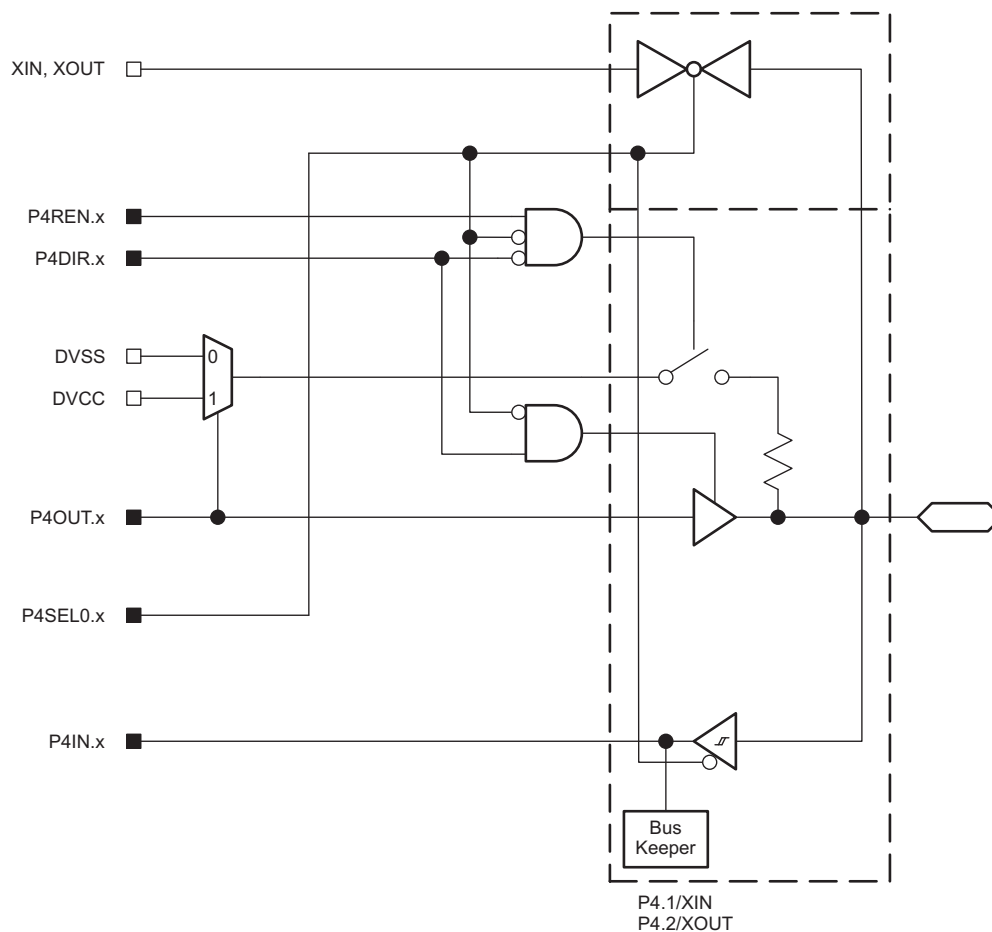 XIN, XOUT
P4REN.x
P4DIR.x
DVSS
0
DVCC
1
P4OUT.x
P4SEL0.x
P4IN.x
Bus
Keeper
P4.1/XIN
P4.2/XOUT